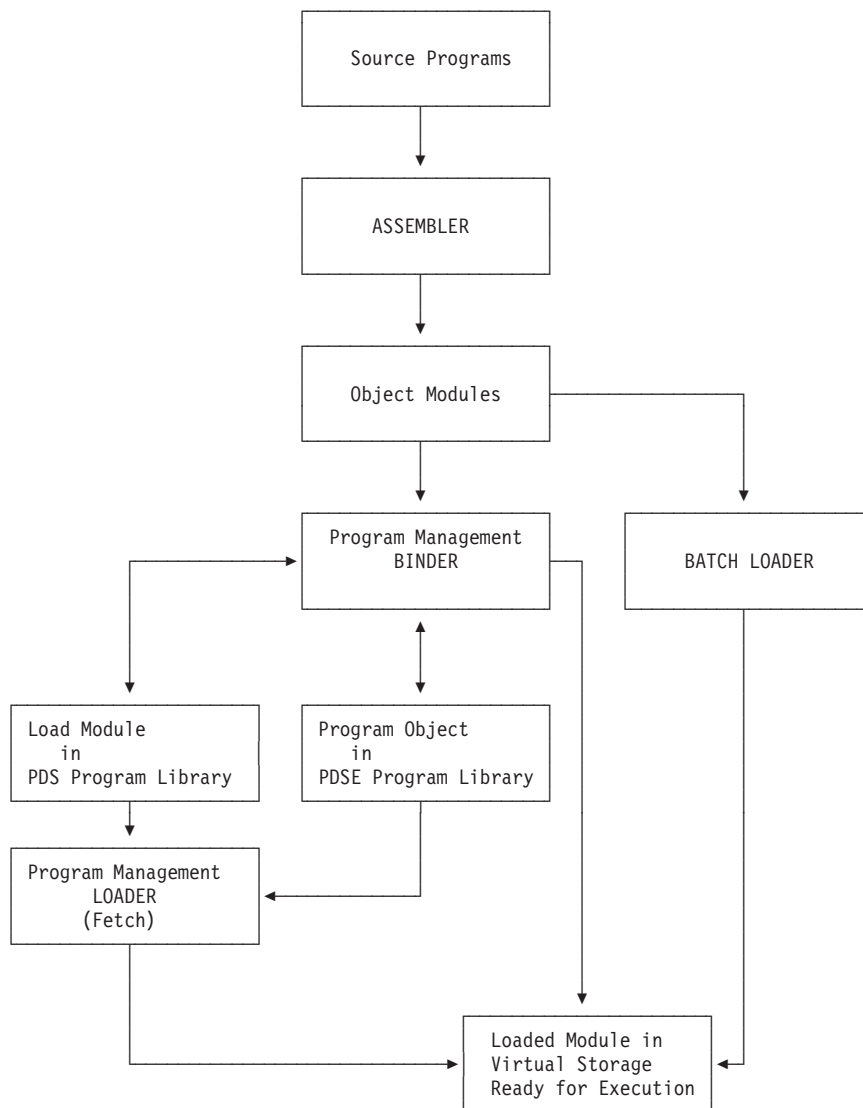 Source Programs
ASSEMBLER
Object Modules
Program Management
BINDER
BATCH LOADER
Load Module
in
PDS Program Library
Program Object
in
PDSE Program Library
Program Management
LOADER
(Fetch)
Loaded Module in
Virtual Storage
Ready for Execution